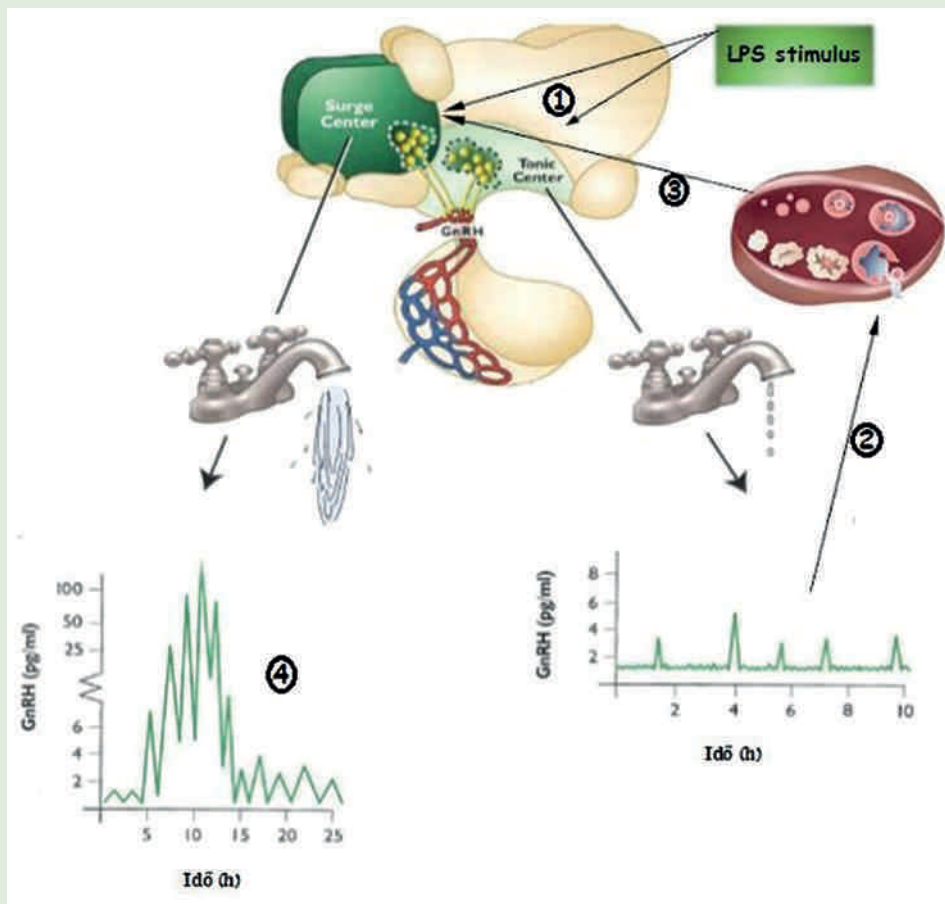 LPS stimulus
①
Surge
Center
Tonic
Center
③
GnRH
②
GnRH (pg/ml)
100
50
25
6
4
2
5 10 15 20 25
Idő (h)
④
GnRH (pg/ml)
8
6
4
2
2 4 6 8 10
Idő (h)